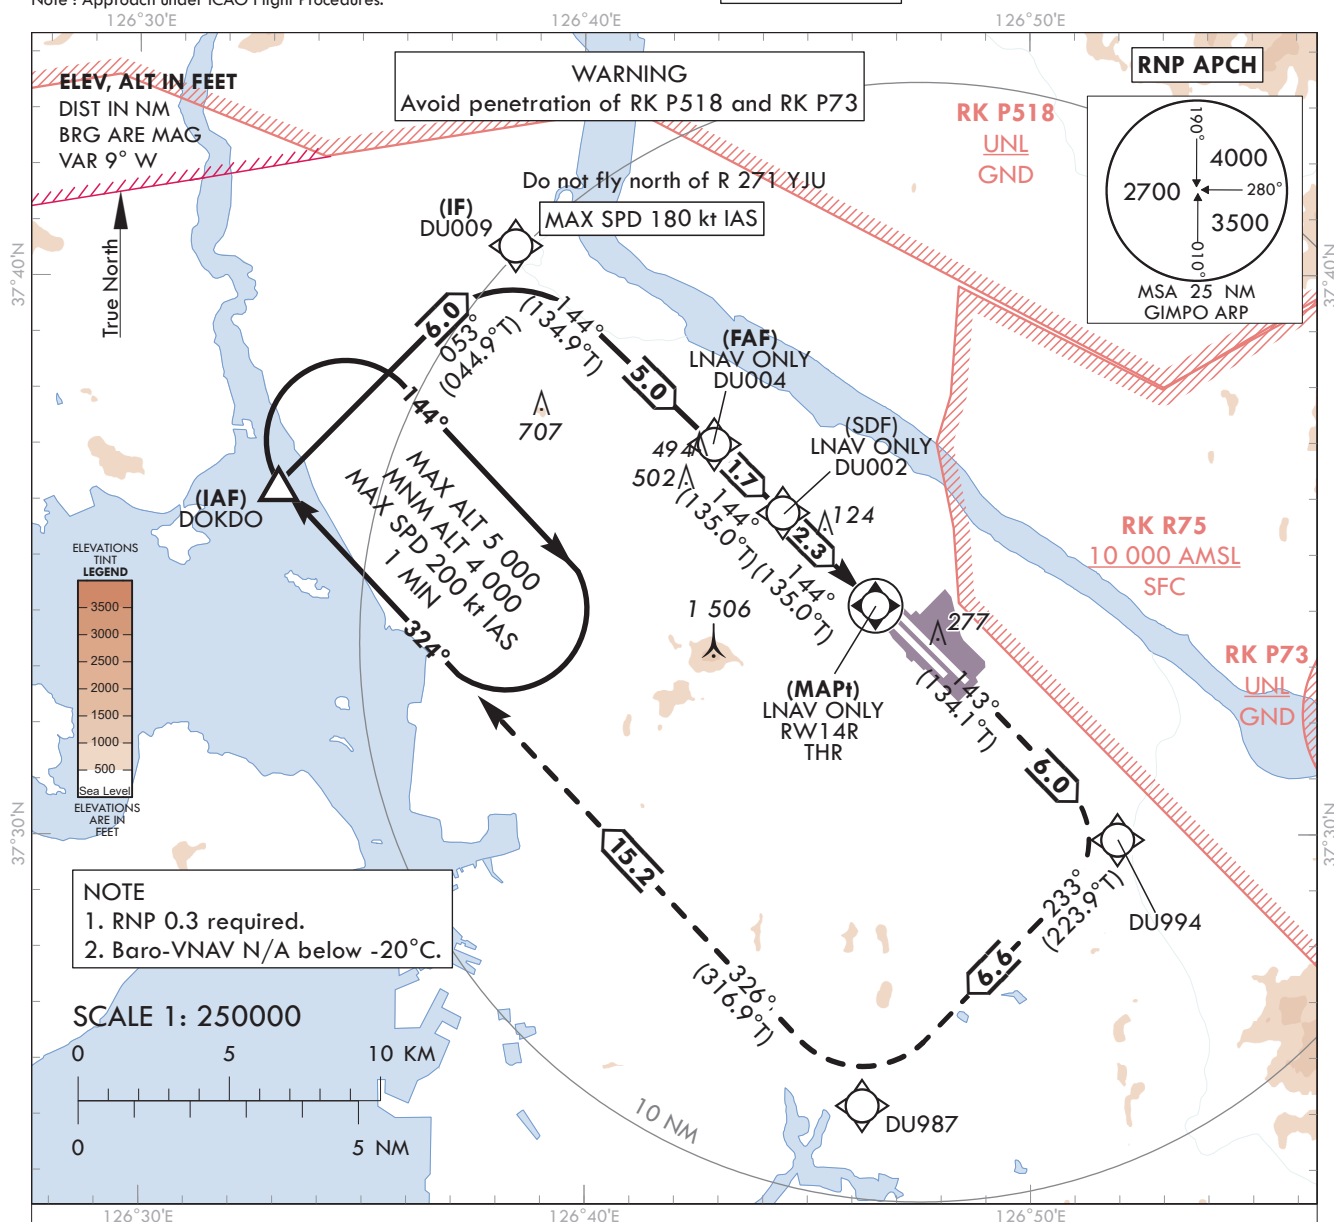 Note : Approach under ICAO Flight Procedures.
126°30'E
126°40'E
126°50'E
ELEV, ALT IN FEET
DIST IN NM
BRG ARE MAG
VAR 9° W
WARNING
Avoid penetration of RK P518 and RK P73
RK P518
UNL
GND
RNP APCH
190°
4000
2700
280°
3500
010°
MSA 25 NM
GIMPO ARP
Do not fly north of R 271 YJU
MAX SPD 180 kt IAS
(IF)
DU009
True North
37°40'N
37°40'N
6.0
053°
(044.9°T)
144°
(134.9°T)
5.0
(FAF)
LNAV ONLY
DU004
707
494
502
1.7
144°
(135.0°T)
(SDF)
LNAV ONLY
DU002
124
2.3
144°
(135.0°T)
144°
MAX ALT 5 000
MNM ALT 4 000
MAX SPD 200 kt IAS
1 MIN
324°
(IAF)
DOKDO
RK R75
10 000 AMSL
SFC
ELEVATIONS
TINT
LEGEND
3500
3000
2500
2000
1500
1000
500
Sea Level
ELEVATIONS
ARE IN
FEET
1 506
277
RK P73
UNL
GND
(MAPt)
LNAV ONLY
RW14R
THR
143°
(134.1°T)
6.0
37°30'N
37°30'N
15.2
DU994
233°
(223.9°T)
6.6
326°
(316.9°T)
NOTE
1. RNP 0.3 required.
2. Baro-VNAV N/A below -20°C.
SCALE 1: 250000
0
5
10 KM
0
5 NM
10 NM
DU987
126°30'E
126°40'E
126°50'E